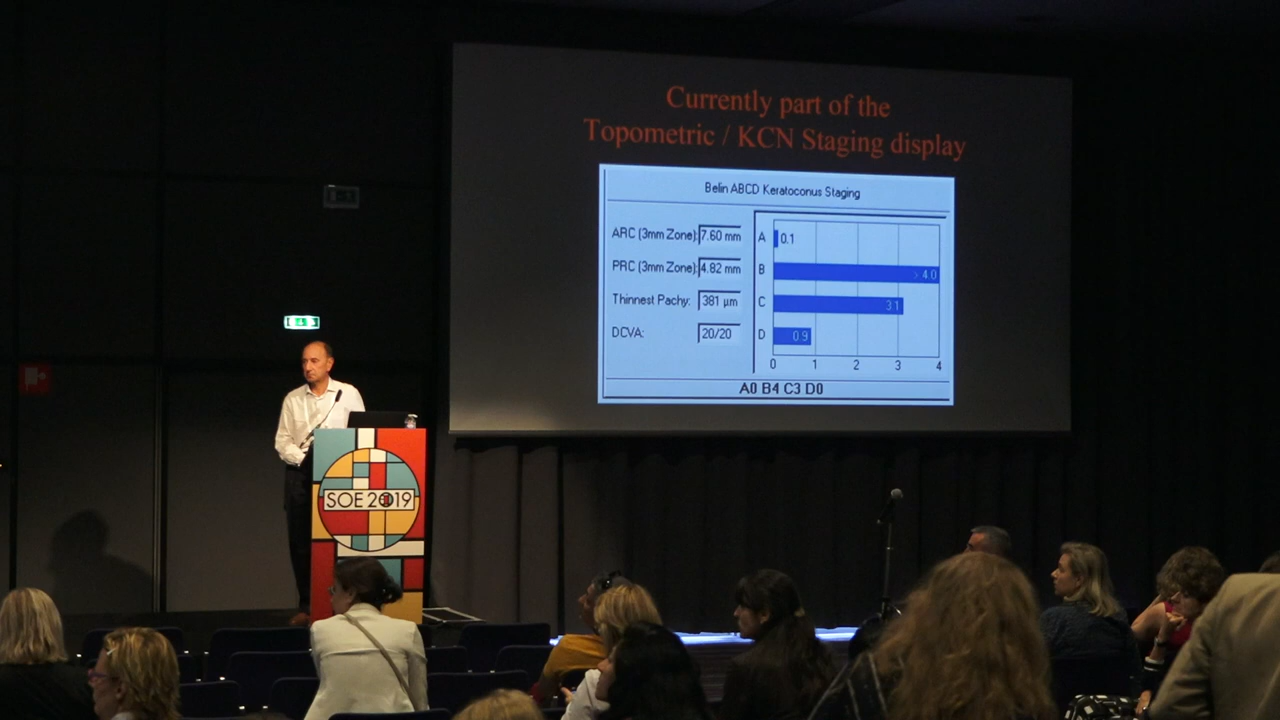 Currently part of the
Topometric / KCN Staging display
Belin ABCD Keratoconus Staging
ARC (3mm Zone): 7.60 mm
PRC (3mm Zone): 4.82 mm
Thinnest Pachy: 381 µm
DCVA: 20/20
A 0.1
B > 4.0
C 3.1
D 0.9
0 1 2 3 4
A0 B4 C3 D0
SOE 2019